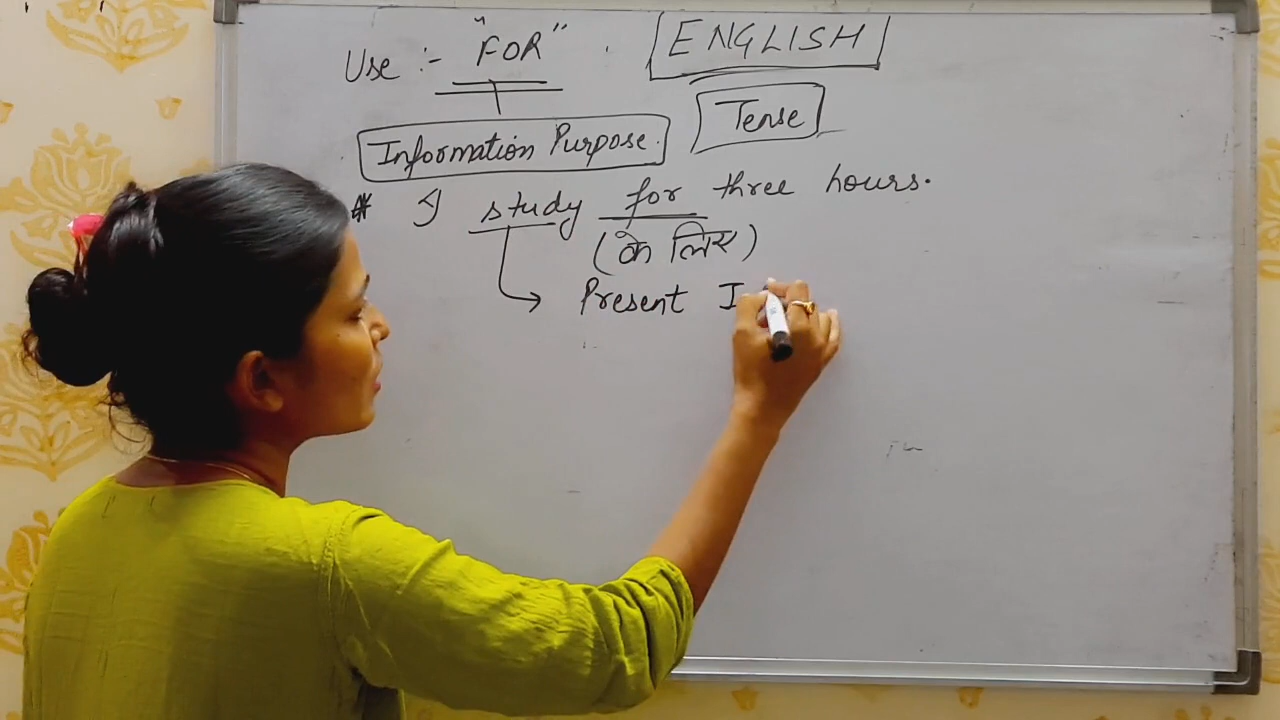 Use :- "FOR" . ENGLISH
Information Purpose. Tense
# I study for three hours.
(के लिए)
Present I